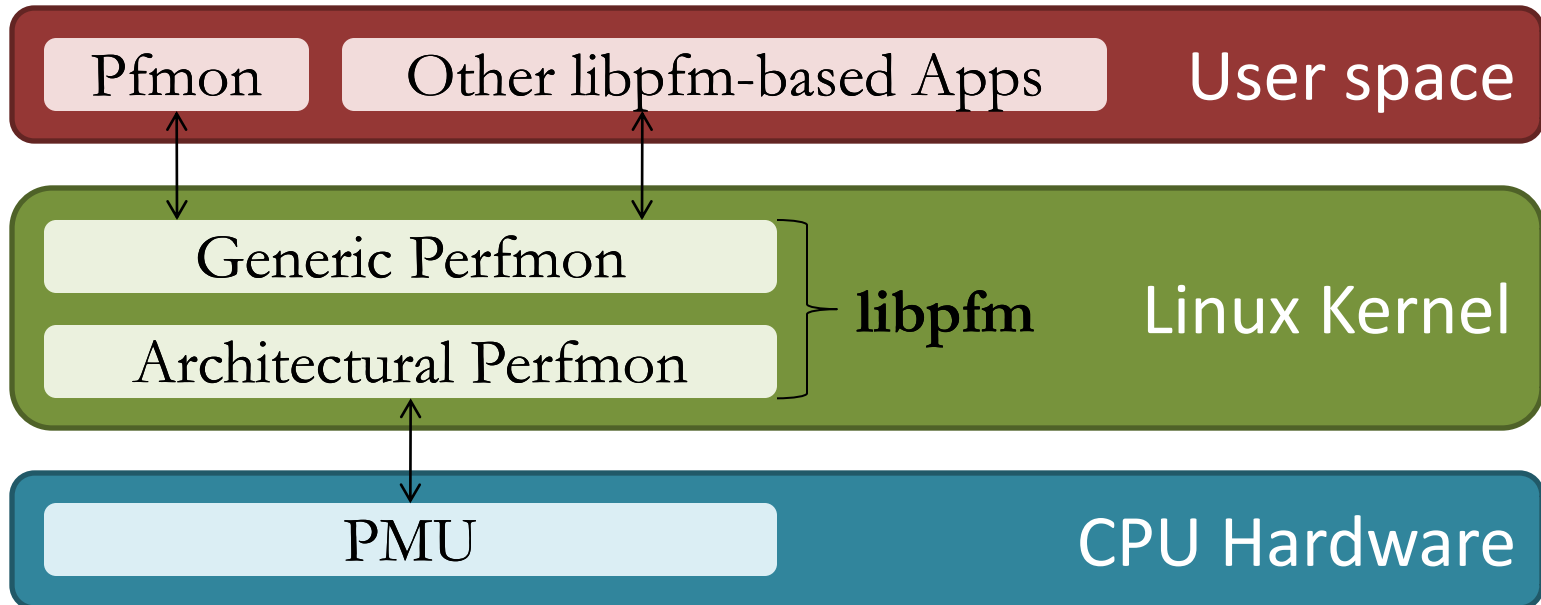 Pfmon
Other libpfm-based Apps
User space
Generic Perfmon
Architectural Perfmon
libpfm
Linux Kernel
PMU
CPU Hardware